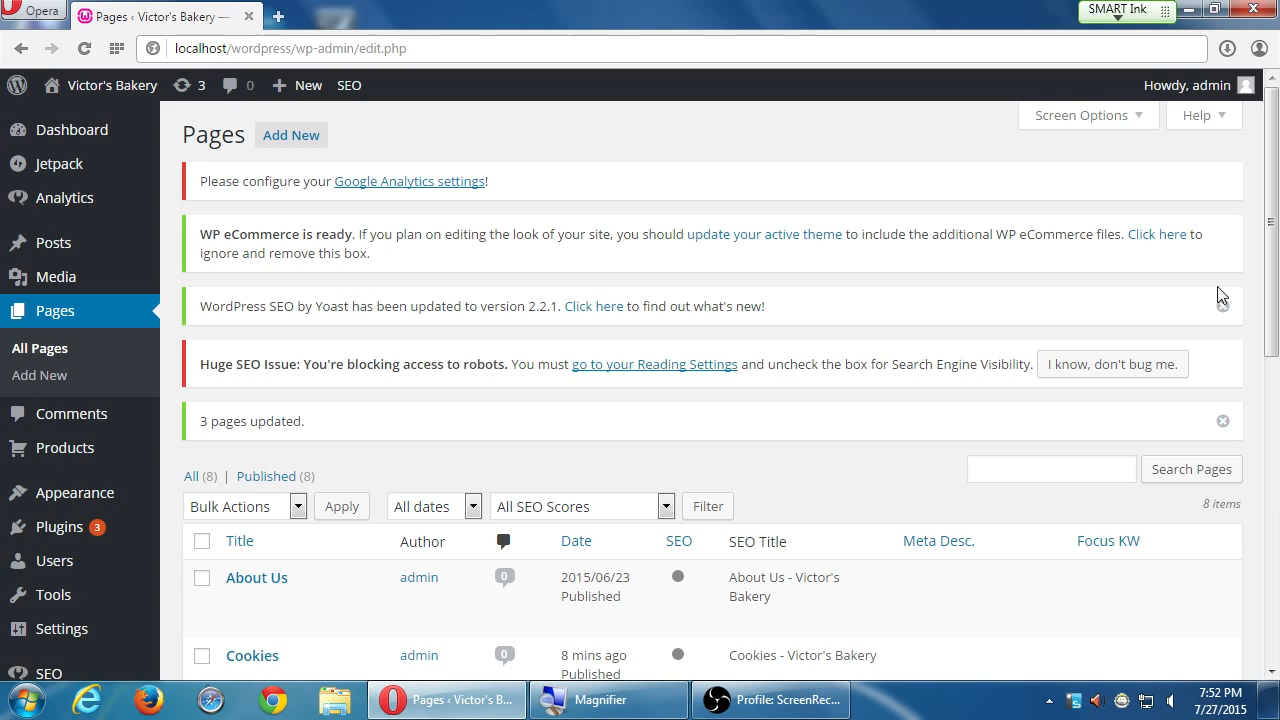 Opera
Pages ‹ Victor's Bakery —
SMART Ink
localhost/wordpress/wp-admin/edit.php
Victor's Bakery
3
0
New
SEO
Howdy, admin
Dashboard
Jetpack
Analytics
Posts
Media
Pages
All Pages
Add New
Comments
Products
Appearance
Plugins 3
Users
Tools
Settings
SEO
Screen Options
Help
Pages
Add New
Please configure your Google Analytics settings!
WP eCommerce is ready. If you plan on editing the look of your site, you should update your active theme to include the additional WP eCommerce files. Click here to
ignore and remove this box.
WordPress SEO by Yoast has been updated to version 2.2.1. Click here to find out what's new!
Huge SEO Issue: You're blocking access to robots. You must go to your Reading Settings and uncheck the box for Search Engine Visibility. I know, don't bug me.
3 pages updated.
All (8) | Published (8)
Search Pages
Bulk Actions
Apply
All dates
All SEO Scores
Filter
8 items
Title
Author
Date
SEO
SEO Title
Meta Desc.
Focus KW
About Us
admin
0
2015/06/23
Published
About Us - Victor's
Bakery
Cookies
admin
0
8 mins ago
Published
Cookies - Victor's Bakery
Pages ‹ Victor's B...
Magnifier
Profile: ScreenRec...
7:52 PM
7/27/2015